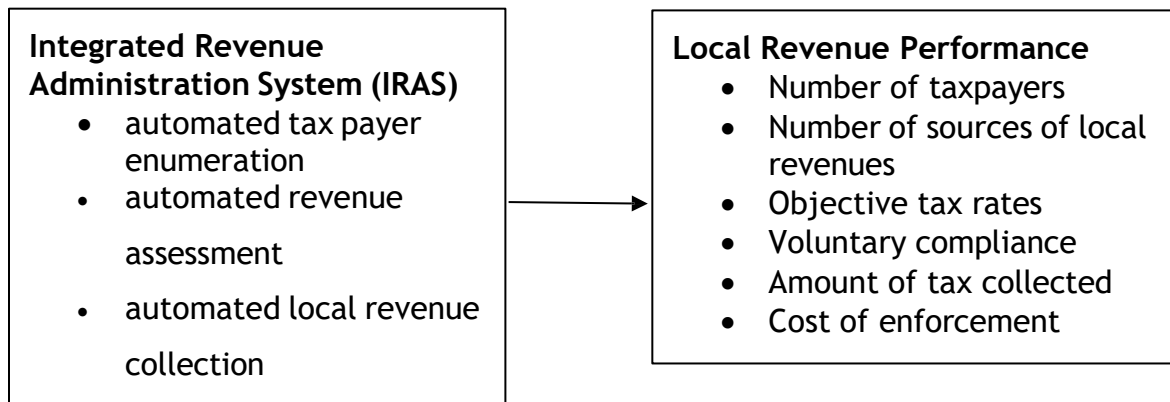 Integrated Revenue
Administration System (IRAS)
• automated tax payer
enumeration
• automated revenue
assessment
• automated local revenue
collection
Local Revenue Performance
• Number of taxpayers
• Number of sources of local
revenues
• Objective tax rates
• Voluntary compliance
• Amount of tax collected
• Cost of enforcement